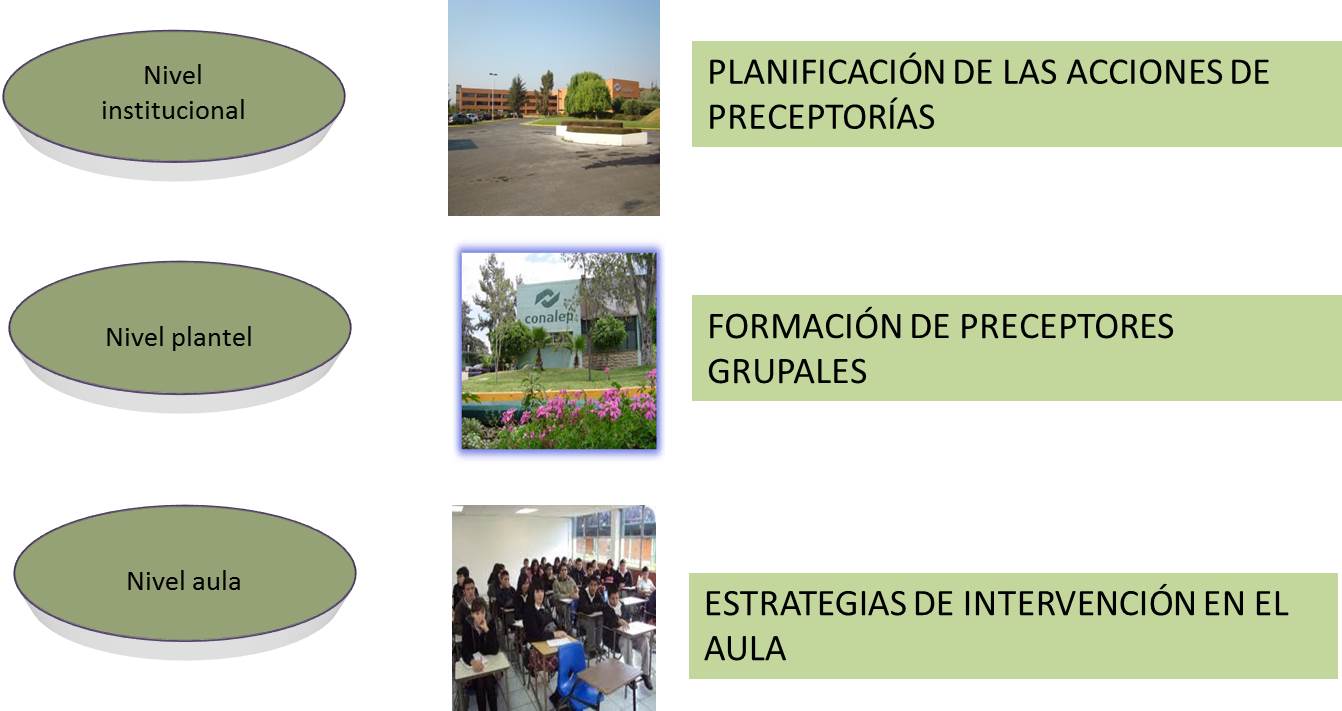 Nivel
institucional
PLANIFICACIÓN DE LAS ACCIONES DE
PRECEPTORÍAS
Nivel plantel
conalep
FORMACIÓN DE PRECEPTORES
GRUPALES
Nivel aula
ESTRATEGIAS DE INTERVENCIÓN EN EL
AULA